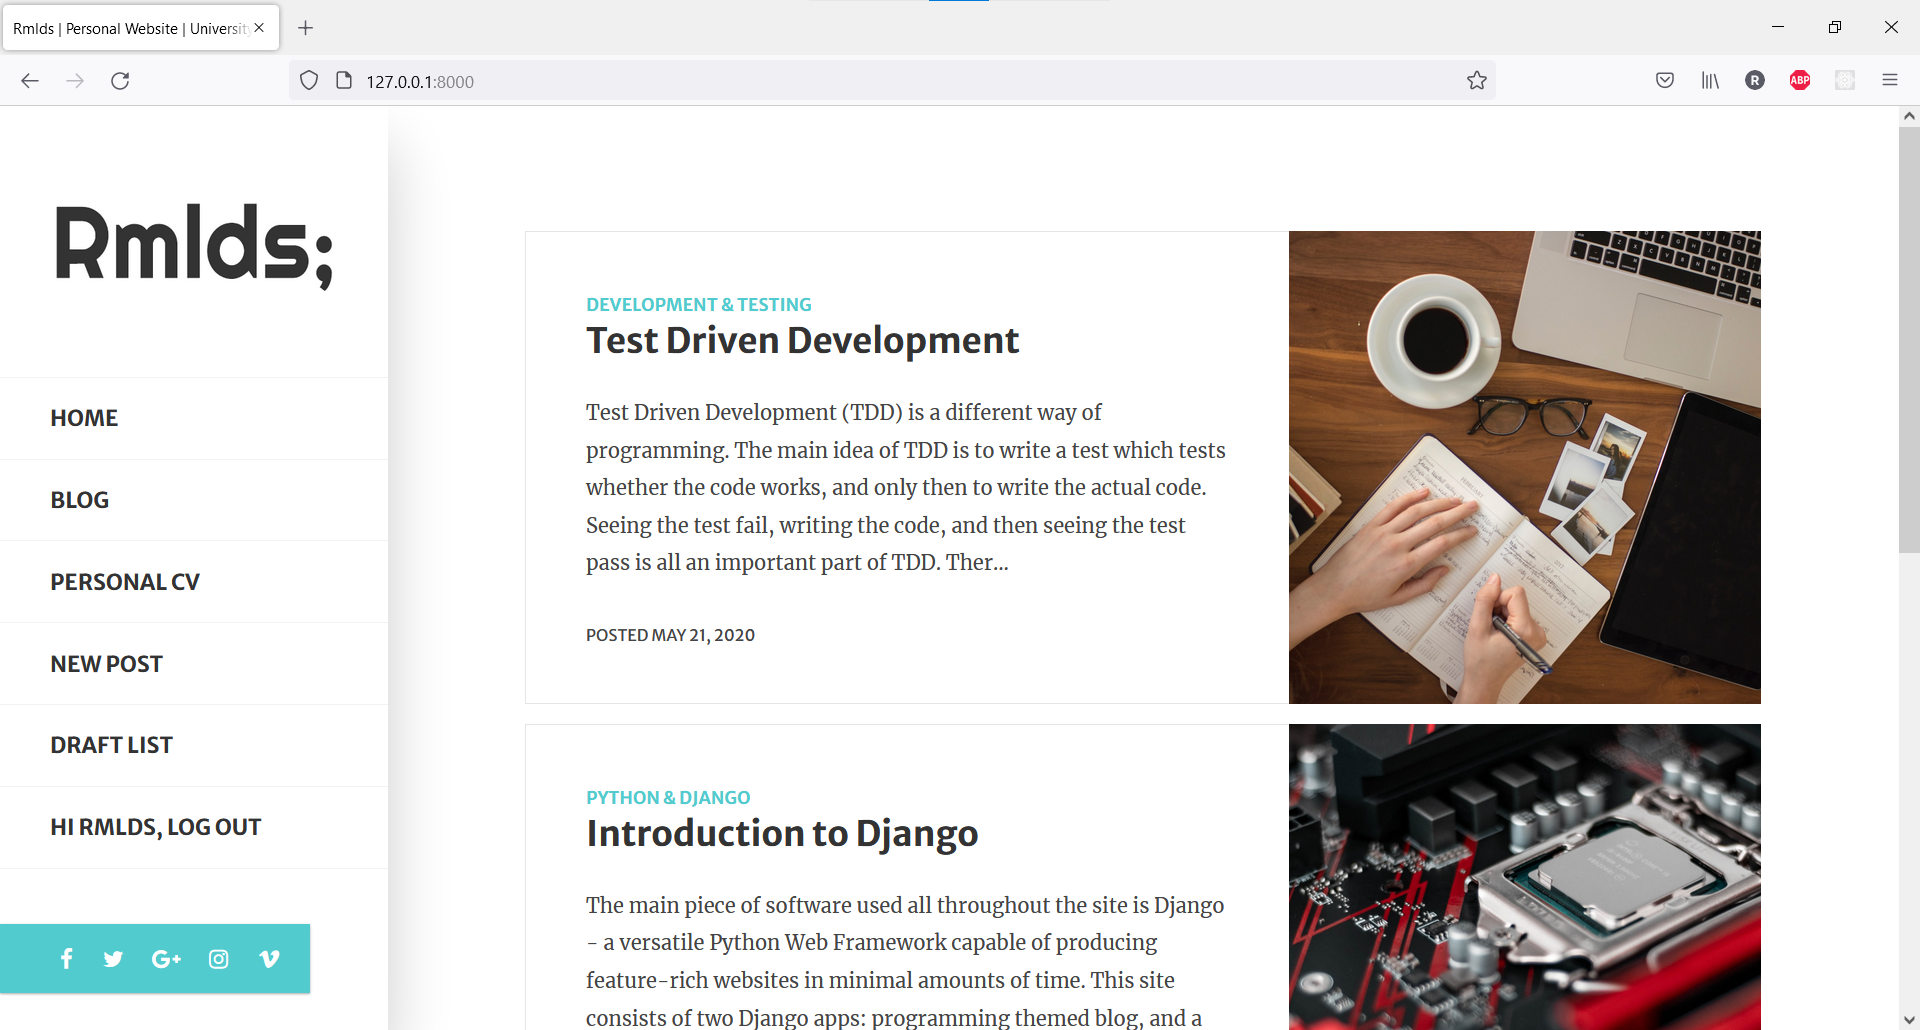 Rmlds | Personal Website | University
127.0.0.1:8000
R
ABP
Rmlds;
HOME
BLOG
PERSONAL CV
NEW POST
DRAFT LIST
HI RMLDS, LOG OUT
DEVELOPMENT & TESTING
Test Driven Development
Test Driven Development (TDD) is a different way of
programming. The main idea of TDD is to write a test which tests
whether the code works, and only then to write the actual code.
Seeing the test fail, writing the code, and then seeing the test
pass is all an important part of TDD. Ther...
POSTED MAY 21, 2020
PYTHON & DJANGO
Introduction to Django
The main piece of software used all throughout the site is Django
- a versatile Python Web Framework capable of producing
feature-rich websites in minimal amounts of time. This site
consists of two Django apps: programming themed blog, and a